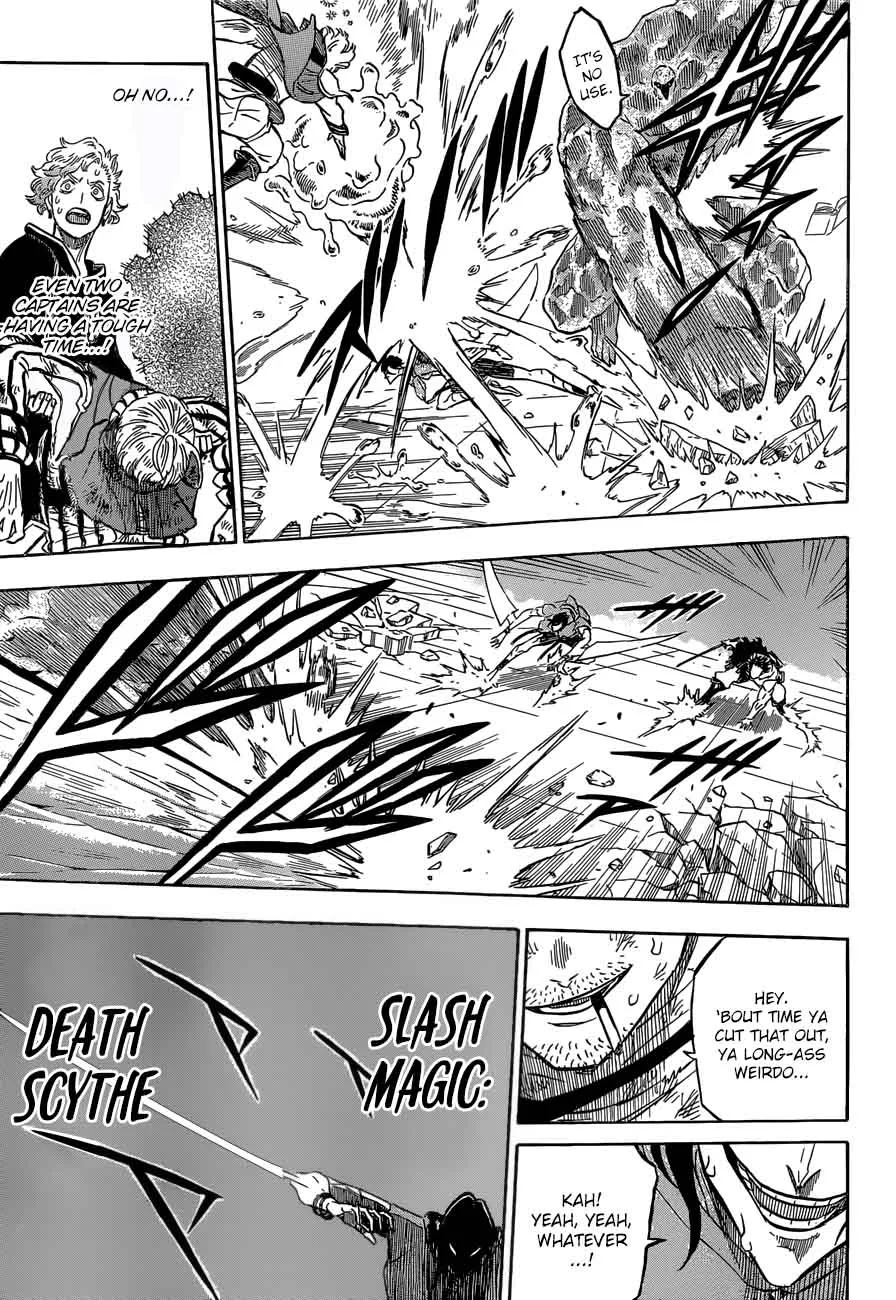 IT'S
NO
USE.
OH NO...!
EVEN TWO
CAPTAINS ARE
HAVING A TOUGH
TIME...!
HEY.
'BOUT TIME YA
CUT THAT OUT,
YA LONG-ASS
WEIRDO...
KAH!
YEAH, YEAH,
WHATEVER
...!
SLASH
MAGIC:
DEATH
SCYTHE